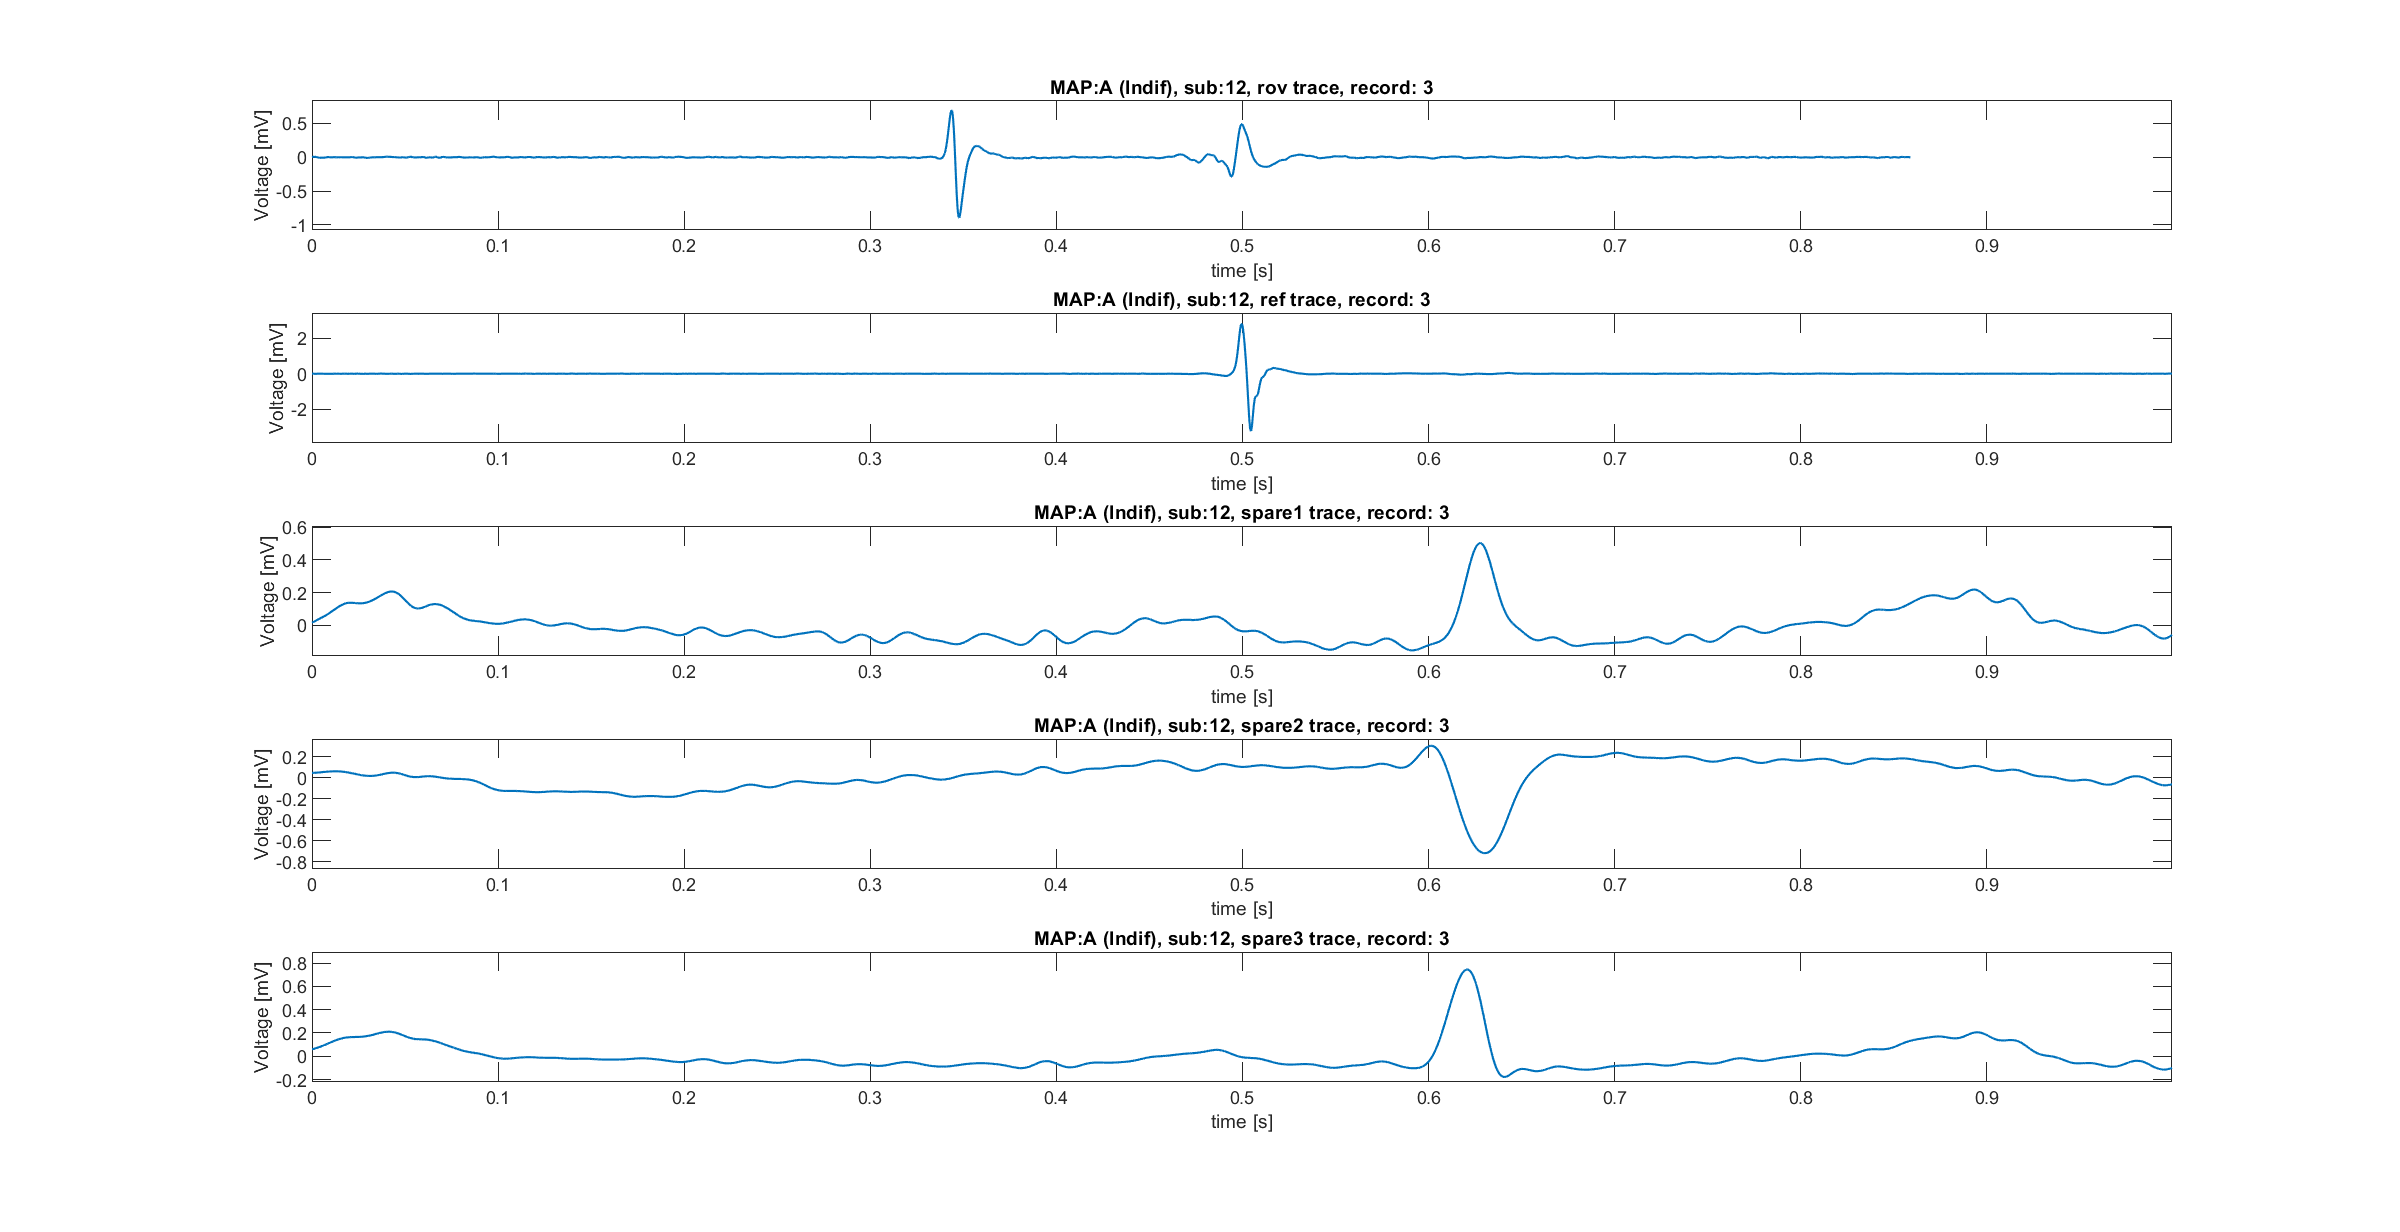 MAP:A (Indif), sub:12, rov trace, record: 3
Voltage [mV]
0.5
0
-0.5
-1
0 0.1 0.2 0.3 0.4 0.5 0.6 0.7 0.8 0.9
time [s]
MAP:A (Indif), sub:12, ref trace, record: 3
Voltage [mV]
2
0
-2
0 0.1 0.2 0.3 0.4 0.5 0.6 0.7 0.8 0.9
time [s]
MAP:A (Indif), sub:12, spare1 trace, record: 3
Voltage [mV]
0.6
0.4
0.2
0
0 0.1 0.2 0.3 0.4 0.5 0.6 0.7 0.8 0.9
time [s]
MAP:A (Indif), sub:12, spare2 trace, record: 3
Voltage [mV]
0.2
0
-0.2
-0.4
-0.6
-0.8
0 0.1 0.2 0.3 0.4 0.5 0.6 0.7 0.8 0.9
time [s]
MAP:A (Indif), sub:12, spare3 trace, record: 3
Voltage [mV]
0.8
0.6
0.4
0.2
0
-0.2
0 0.1 0.2 0.3 0.4 0.5 0.6 0.7 0.8 0.9
time [s]